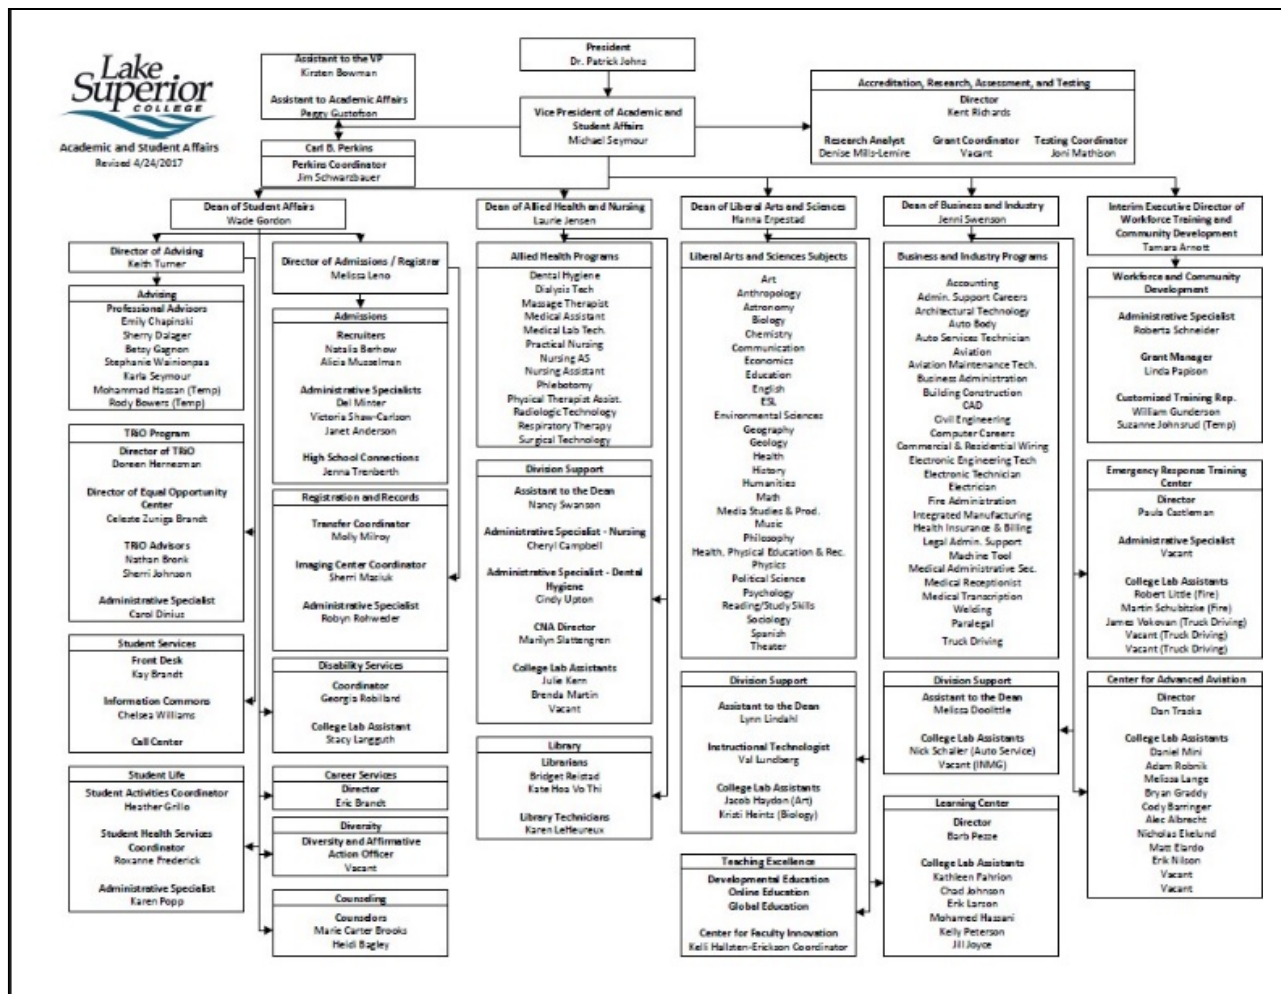 Lake
Superior
COLLEGE
Academic and Student Affairs
Revised 4/24/2017
Assistant to the VP
Kirsten Bowman
Assistant to Academic Affairs
Peggy Gustofson
Carl B. Perkins
Perkins Coordinator
Jim Schwarzbauer
President
Dr. Patrick Johns
Vice President of Academic and
Student Affairs
Michael Seymour
Accreditation, Research, Assessment, and Testing
Director
Kent Richards
Research Analyst
Denise Mills-Lemire
Grant Coordinator
Vacant
Testing Coordinator
Joni Mathison
Dean of Student Affairs
Wade Gordon
Director of Advising
Keith Turner
Advising
Professional Advisors
Emily Chapinski
Sherry Dalager
Betsy Gagnon
Stephanie Wainionpaa
Karla Seymour
Mohammad Hassan (Temp)
Rody Bowers (Temp)
TRiO Program
Director of TRiO
Doreen Hernesman
Director of Equal Opportunity
Center
Celeste Zuniga Brandt
TRiO Advisors
Nathan Bronk
Sherri Johnson
Administrative Specialist
Carol Dinius
Student Services
Front Desk
Kay Brandt
Information Commons
Chelsea Williams
Call Center
Student Life
Student Activities Coordinator
Heather Grillo
Student Health Services
Coordinator
Roxanne Frederick
Administrative Specialist
Karen Popp
Director of Admissions / Registrar
Melissa Leno
Admissions
Recruiters
Natalia Berhow
Alicia Musselman
Administrative Specialists
Del Minter
Victoria Shaw-Carlson
Janet Anderson
High School Connections
Jenna Trenberth
Registration and Records
Transfer Coordinator
Molly Milroy
Imaging Center Coordinator
Sherri Masiuk
Administrative Specialist
Robyn Rohweder
Disability Services
Coordinator
Georgia Robillard
College Lab Assistant
Stacy Langguth
Career Services
Director
Eric Brandt
Diversity
Diversity and Affirmative
Action Officer
Vacant
Counseling
Counselors
Marie Carter Brooks
Heidi Bagley
Dean of Allied Health and Nursing
Laurie Jensen
Allied Health Programs
Dental Hygiene
Dialysis Tech
Massage Therapist
Medical Assistant
Medical Lab Tech.
Practical Nursing
Nursing AS
Nursing Assistant
Phlebotomy
Physical Therapist Assist.
Radiologic Technology
Respiratory Therapy
Surgical Technology
Division Support
Assistant to the Dean
Nancy Swanson
Administrative Specialist - Nursing
Cheryl Campbell
Administrative Specialist - Dental
Hygiene
Cindy Upton
CNA Director
Marilyn Slattengren
College Lab Assistants
Julie Kern
Brenda Martin
Vacant
Library
Librarians
Bridget Reistad
Kate Hoa Vo Thi
Library Technicians
Karen LeHeureux
Dean of Liberal Arts and Sciences
Hanna Erpestad
Liberal Arts and Sciences Subjects
Art
Anthropology
Astronomy
Biology
Chemistry
Communication
Economics
Education
English
ESL
Environmental Sciences
Geography
Geology
Health
History
Humanities
Math
Media Studies & Prod.
Music
Philosophy
Health, Physical Education & Rec.
Physics
Political Science
Psychology
Reading/Study Skills
Sociology
Spanish
Theater
Division Support
Assistant to the Dean
Lynn Lindahl
Instructional Technologist
Val Lundberg
College Lab Assistants
Jacob Haydon (Art)
Kristi Heintz (Biology)
Teaching Excellence
Developmental Education
Online Education
Global Education
Center for Faculty Innovation
Kelli Hallsten-Erickson Coordinator
Dean of Business and Industry
Jenni Swenson
Business and Industry Programs
Accounting
Admin. Support Careers
Architectural Technology
Auto Body
Auto Services Technician
Aviation
Aviation Maintenance Tech.
Business Administration
Building Construction
CAD
Civil Engineering
Computer Careers
Commercial & Residential Wiring
Electronic Engineering Tech
Electronic Technician
Electrician
Fire Administration
Integrated Manufacturing
Health Insurance & Billing
Legal Admin. Support
Machine Tool
Medical Administrative Sec.
Medical Receptionist
Medical Transcription
Welding
Paralegal
Truck Driving
Division Support
Assistant to the Dean
Melissa Doolittle
College Lab Assistants
Nick Schaller (Auto Service)
Vacant (INMG)
Learning Center
Director
Barb Pesse
College Lab Assistants
Kathleen Pahrion
Chad Johnson
Erik Larson
Mohamed Hassani
Kelly Peterson
Jill Joyce
Interim Executive Director of
Workforce Training and
Community Development
Tamara Arnott
Workforce and Community
Development
Administrative Specialist
Roberta Schneider
Grant Manager
Linda Papison
Customized Training Rep.
William Gunderson
Suzanne Johnsrud (Temp)
Emergency Response Training
Center
Director
Paula Castleman
Administrative Specialist
Vacant
College Lab Assistants
Robert Little (Fire)
Martin Schubitzke (Fire)
James Vokovan (Truck Driving)
Vacant (Truck Driving)
Vacant (Truck Driving)
Center for Advanced Aviation
Director
Dan Traska
College Lab Assistants
Daniel Mini
Adam Robnik
Melissa Lange
Bryan Graddy
Cody Barringer
Alec Albrecht
Nicholas Ekelund
Matt Elardo
Erik Nilson
Vacant
Vacant